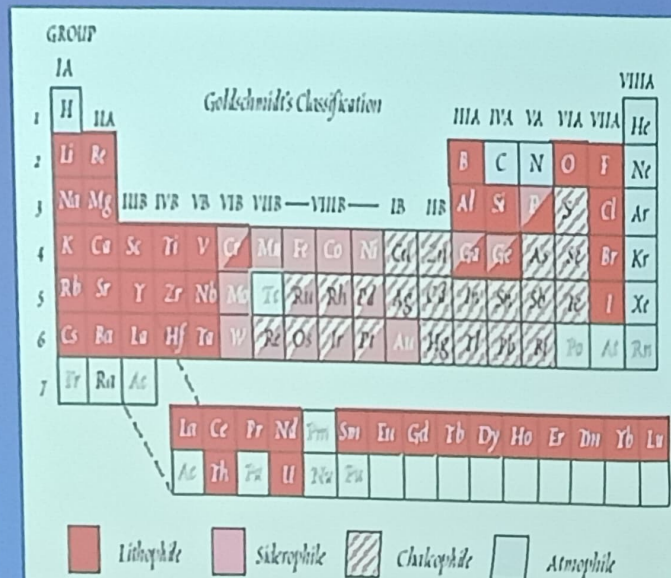 GROUP
IA
VIIIA
Goldschmidt's Classification
1 H IIA IIIA IVA VA VIA VIIA He
2 Li Be B C N O F Ne
3 Na Mg IIIB IVB VB VIB VIIB VIIIB IB IIB Al Si P S Cl Ar
4 K Ca Sc Ti V Cr Mn Fe Co Ni Cu Zn Ga Ge As Se Br Kr
5 Rb Sr Y Zr Nb Mo Tc Ru Rh Pd Ag Cd In Sn Sb Te I Xe
6 Cs Ba La Hf Ta W Re Os Ir Pt Au Hg Tl Pb Bi Po At Rn
7 Fr Ra Ac
La Ce Pr Nd Pm Sm Eu Gd Tb Dy Ho Er Tm Yb Lu
Ac Th Pa U Nu Pu
Lithophile Siderophile Chalcophile Atmophile